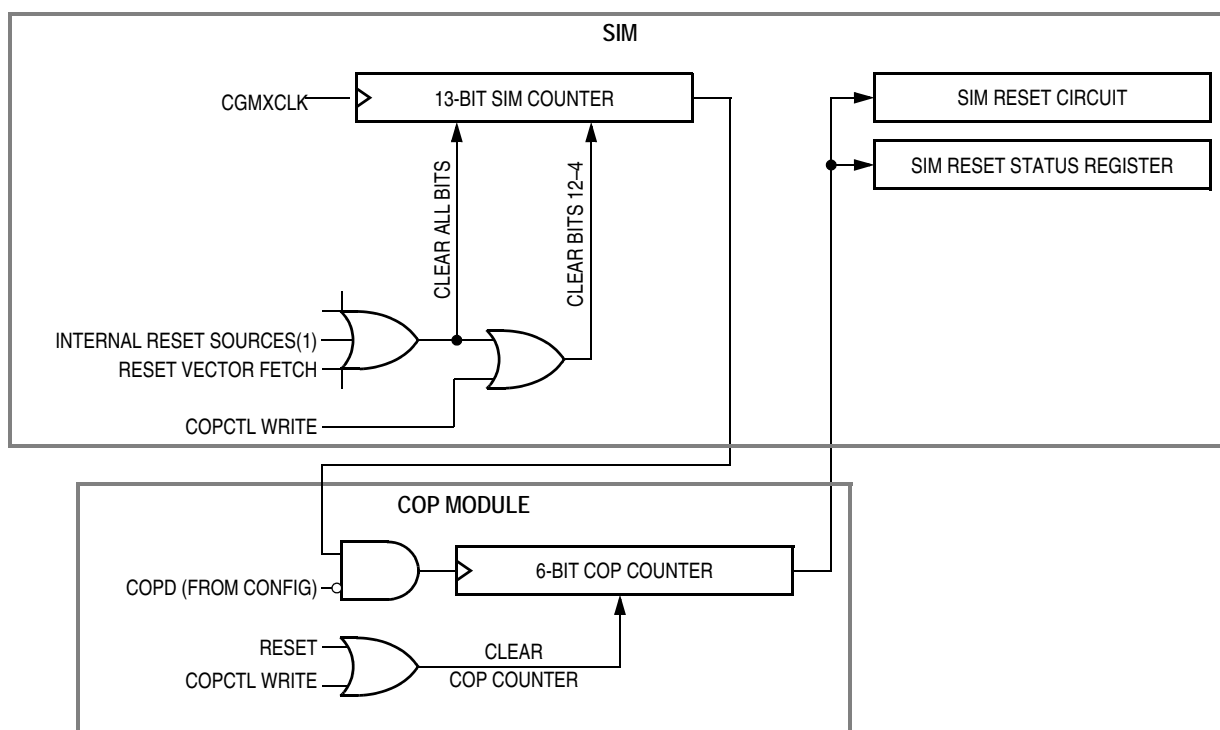 SIM
CGMXCLK
13-BIT SIM COUNTER
SIM RESET CIRCUIT
SIM RESET STATUS REGISTER
CLEAR ALL BITS
CLEAR BITS 12–4
INTERNAL RESET SOURCES(1)
RESET VECTOR FETCH
COPCTL WRITE
COP MODULE
6-BIT COP COUNTER
COPD (FROM CONFIG)
RESET
COPCTL WRITE
CLEAR
COP COUNTER